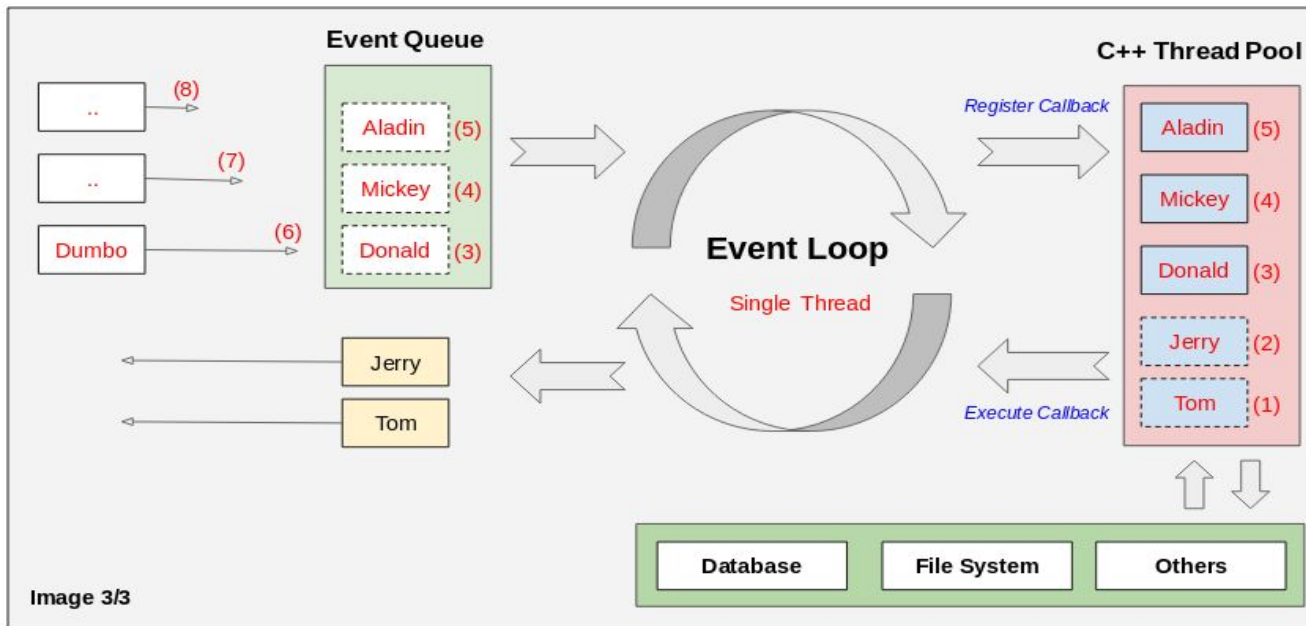 Event Queue
C++ Thread Pool
(8)
..
Register Callback
Aladin (5)
Aladin (5)
(7)
..
Mickey (4)
Mickey (4)
(6)
Dumbo
Donald (3)
Event Loop
Donald (3)
Single Thread
Jerry
Jerry (2)
Tom
Execute Callback
Tom (1)
Database
File System
Others
Image 3/3